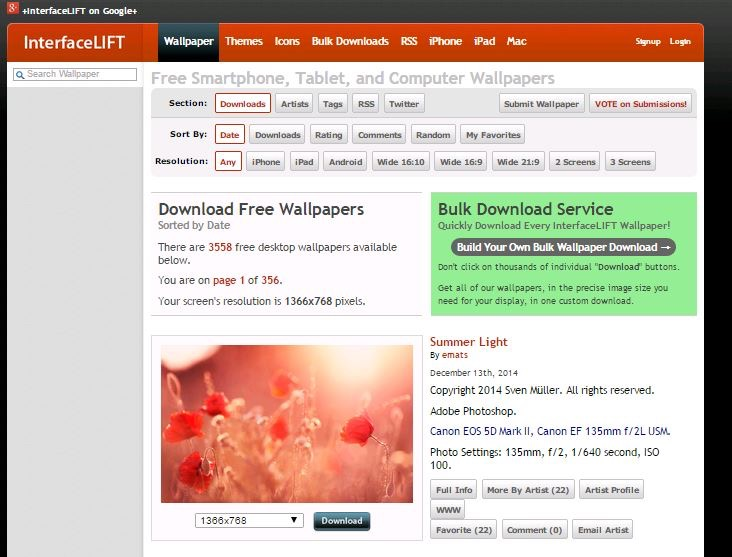 +InterfaceLIFT on Google+
InterfaceLIFT Wallpaper Themes Icons Bulk Downloads RSS iPhone iPad Mac Signup Login
Search Wallpaper
Free Smartphone, Tablet, and Computer Wallpapers
Section: Downloads Artists Tags RSS Twitter Submit Wallpaper VOTE on Submissions!
Sort By: Date Downloads Rating Comments Random My Favorites
Resolution: Any iPhone iPad Android Wide 16:10 Wide 16:9 Wide 21:9 2 Screens 3 Screens
Download Free Wallpapers
Sorted by Date
There are 3558 free desktop wallpapers available
below.
You are on page 1 of 356.
Your screen's resolution is 1366x768 pixels.
Bulk Download Service
Quickly Download Every InterfaceLIFT Wallpaper!
Build Your Own Bulk Wallpaper Download →
Don't click on thousands of individual "Download" buttons.
Get all of our wallpapers, in the precise image size you
need for your display, in one custom download.
1366x768 Download
Summer Light
By emats
December 13th, 2014
Copyright 2014 Sven Müller. All rights reserved.
Adobe Photoshop.
Canon EOS 5D Mark II, Canon EF 135mm f/2L USM.
Photo Settings: 135mm, f/2, 1/640 second, ISO
100.
Full Info More By Artist (22) Artist Profile
WWW
Favorite (22) Comment (0) Email Artist